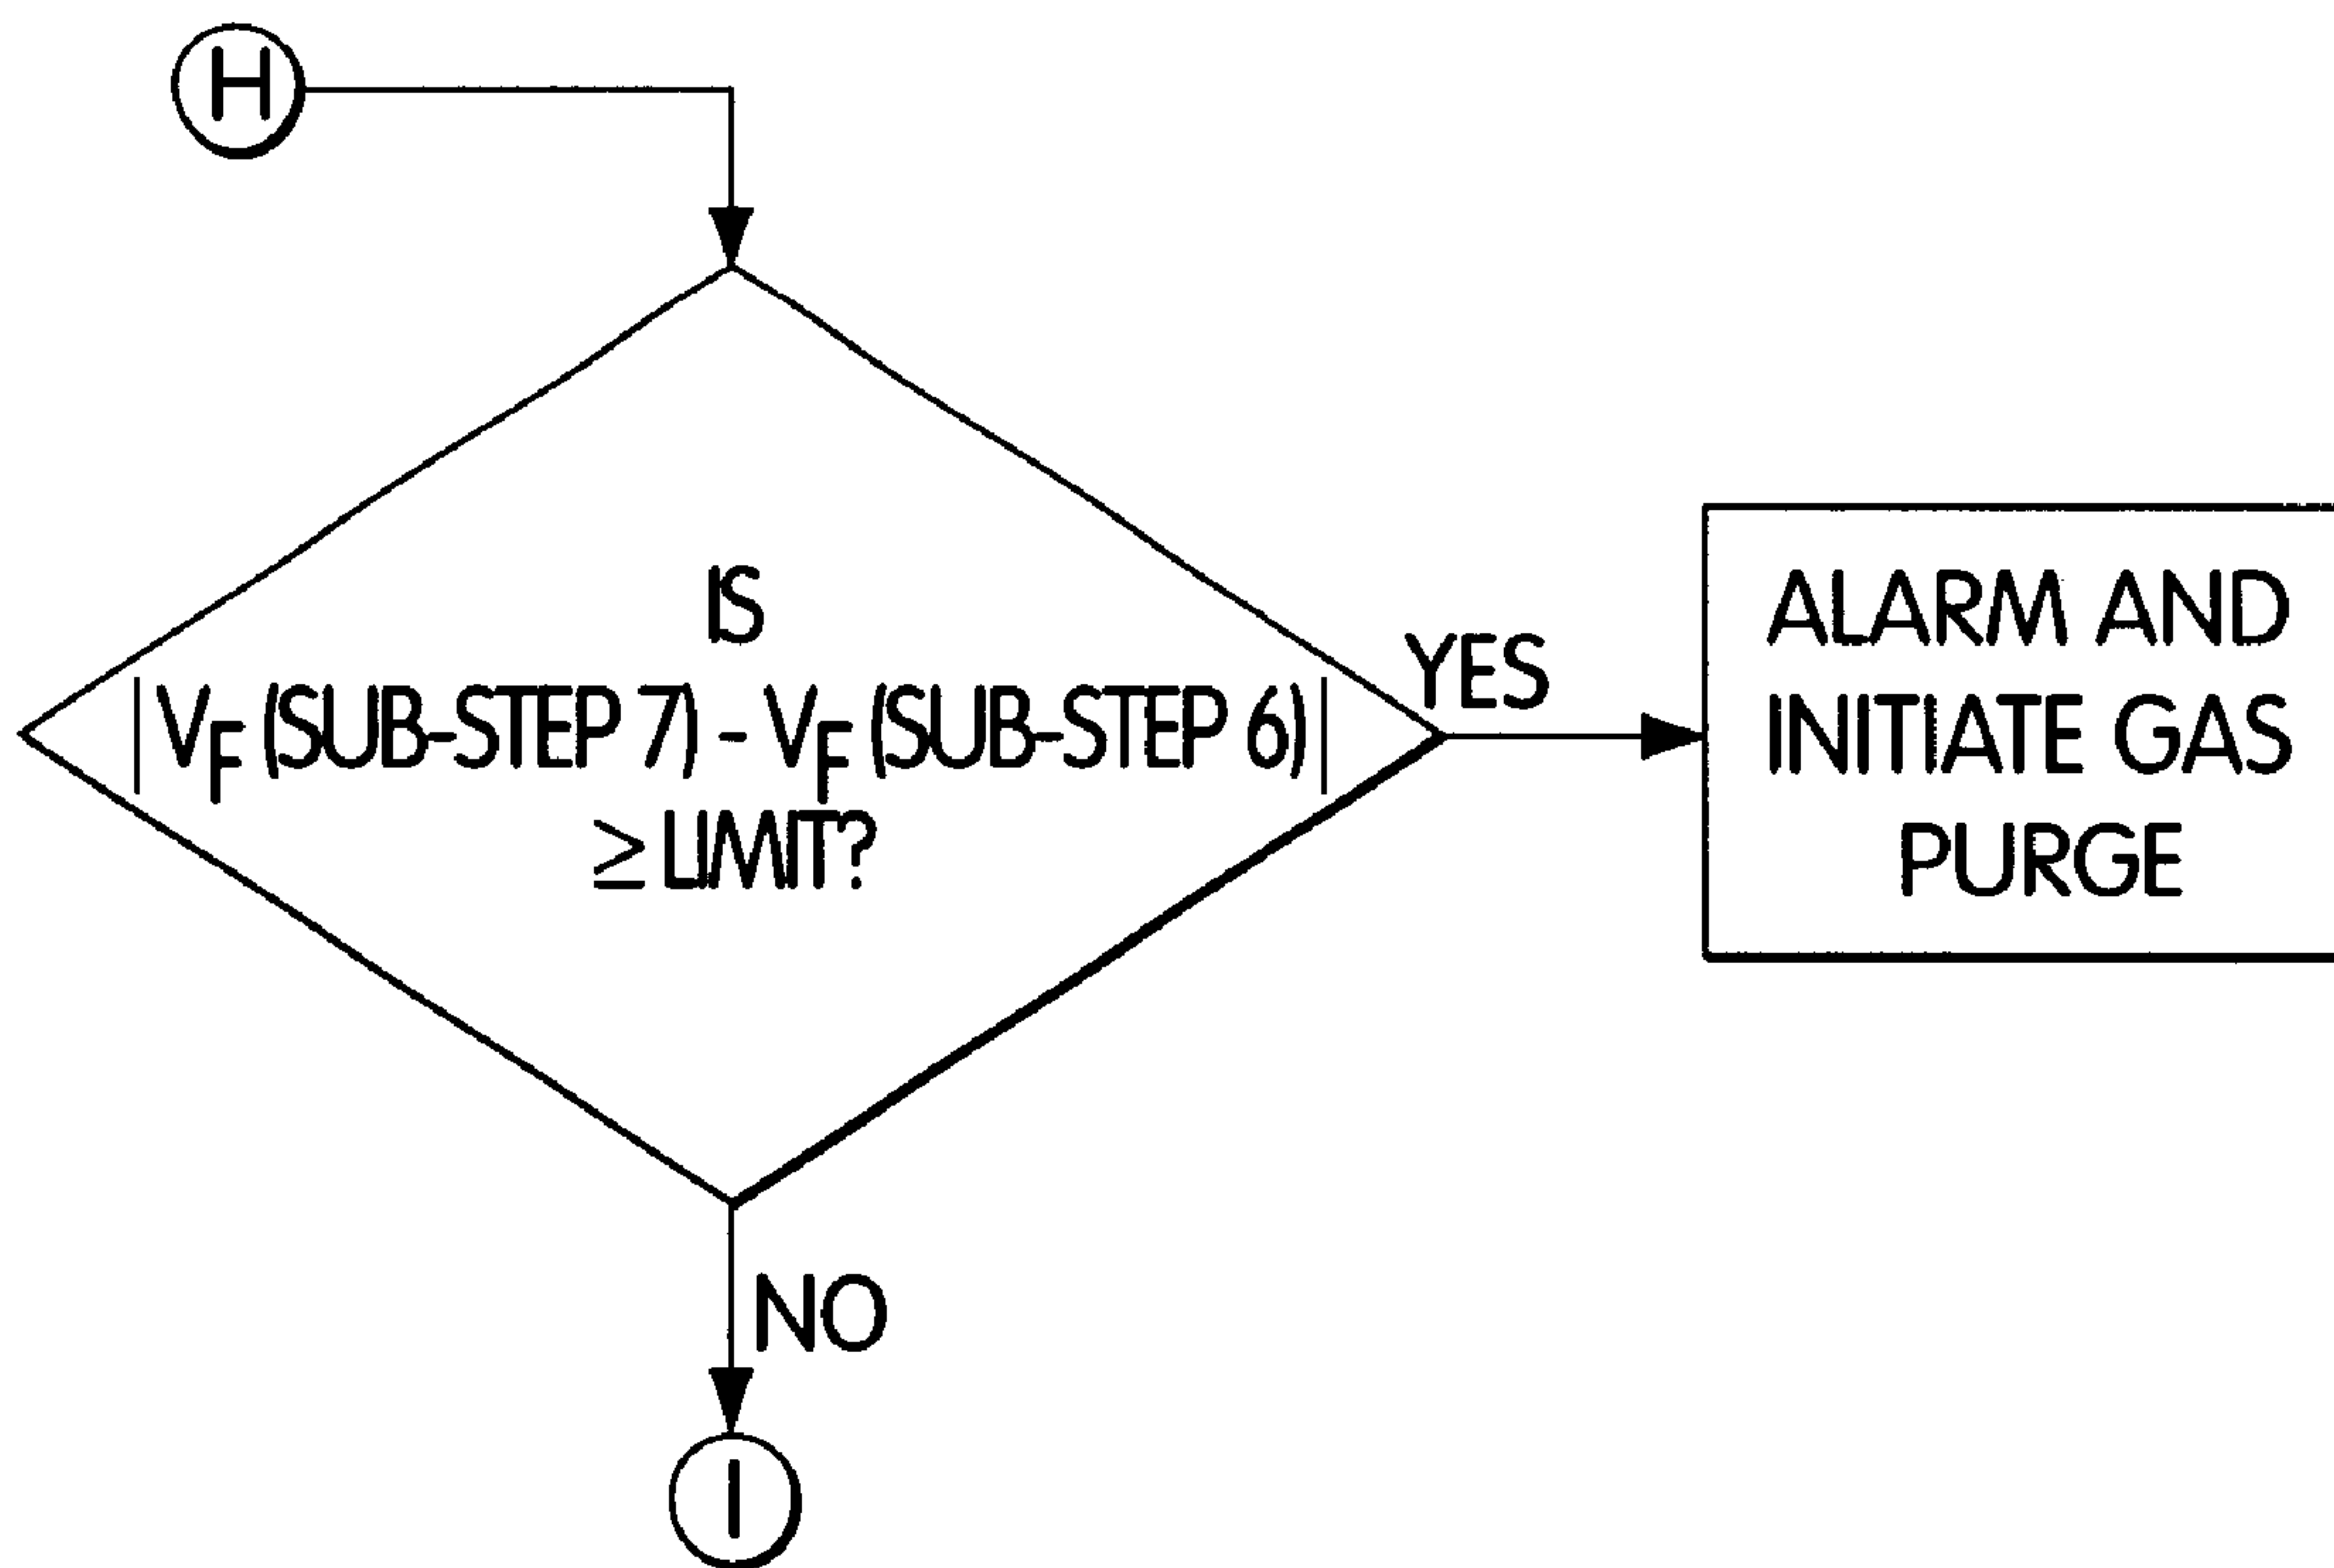 H
IS
| VF (SUB-STEP 7) - VF (SUB-STEP 6) |
≥ LIMIT?
YES
ALARM AND
INITIATE GAS
PURGE
NO
I